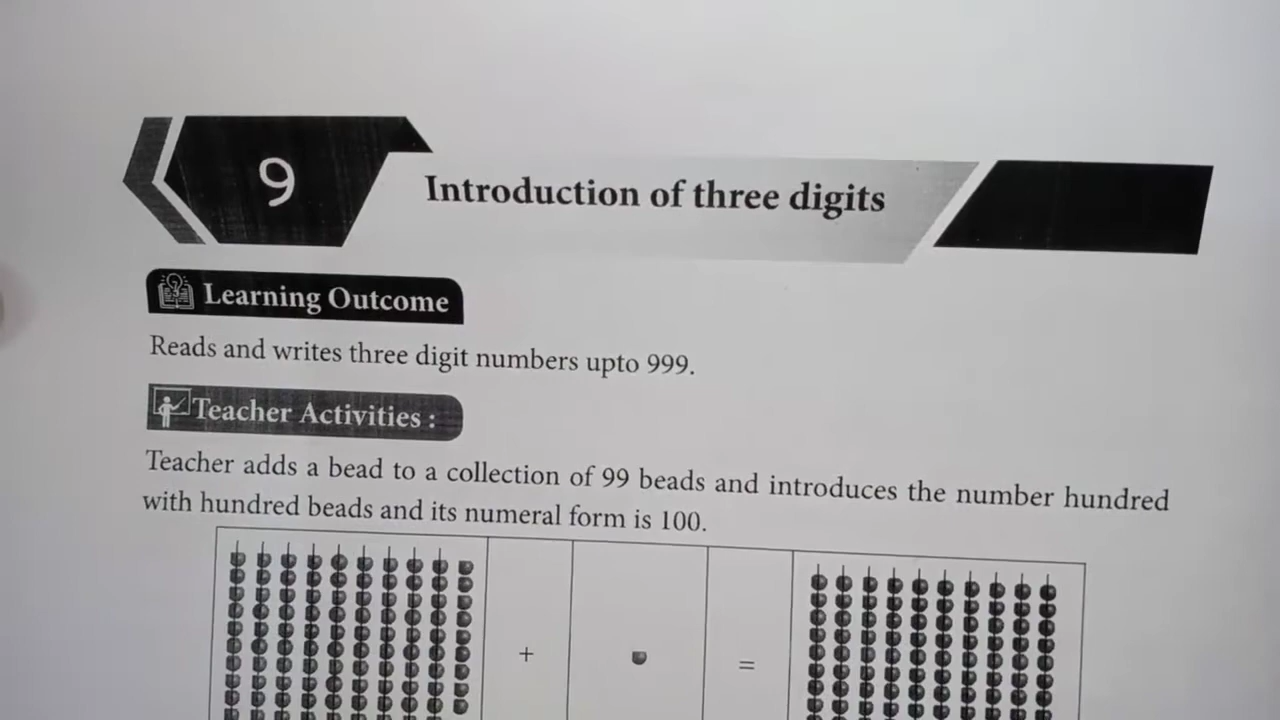 9
Introduction of three digits
Learning Outcome
Reads and writes three digit numbers upto 999.
Teacher Activities :
Teacher adds a bead to a collection of 99 beads and introduces the number hundred
with hundred beads and its numeral form is 100.
+ =